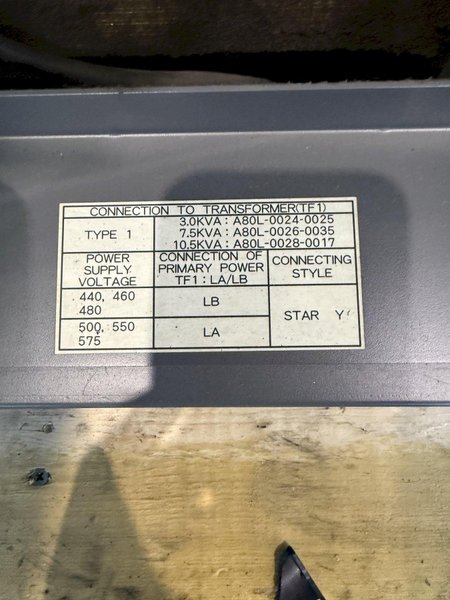 CONNECTION TO TRANSFORMER(TF1)
TYPE 1
3.0KVA : A80L-0024-0025
7.5KVA : A80L-0026-0035
10.5KVA : A80L-0028-0017
POWER
SUPPLY
VOLTAGE
CONNECTION OF
PRIMARY POWER
TF1 : LA/LB
CONNECTING
STYLE
440, 460
480
LB
STAR Y
500, 550
575
LA